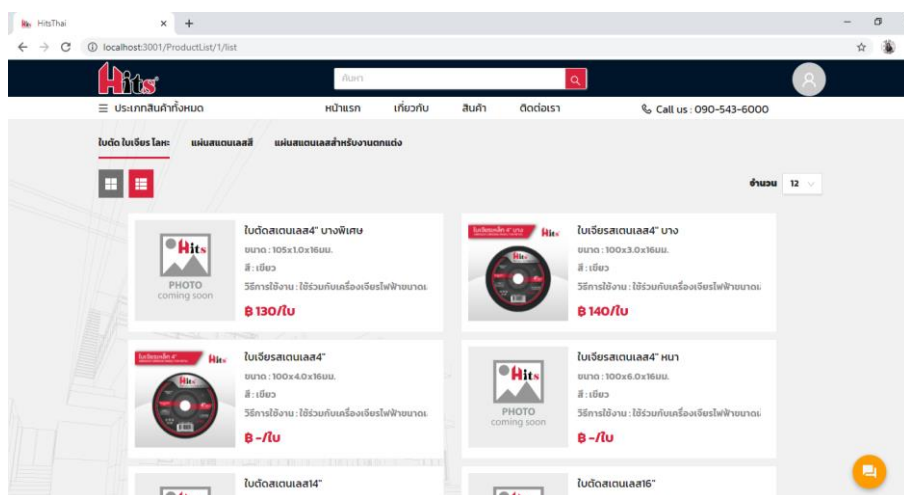 HitsThai
localhost:3001/ProductList/1/list
Hits
ค้นหา
ประเภทสินค้าทั้งหมด
หน้าแรก
เกี่ยวกับ
สินค้า
ติดต่อเรา
Call us : 090-543-6000
ใบตัด ใบเจียร โลหะ
แผ่นสแตนเลสสี
แผ่นสแตนเลสสำหรับงานตกแต่ง
จำนวน
12
Hits
PHOTO
coming soon
ใบตัดสเตนเลส4" บางพิเศษ
ขนาด : 105x1.0x16มม.
สี : เขียว
วิธีการใช้งาน : ใช้ร่วมกับเครื่องเจียรไฟฟ้าขนาดเ
฿ 130/ใบ
Hits
Hits
ใบเจียรสเตนเลส4" บาง
ขนาด : 100x3.0x16มม.
สี : เขียว
วิธีการใช้งาน : ใช้ร่วมกับเครื่องเจียรไฟฟ้าขนาดเ
฿ 140/ใบ
Hits
Hits
ใบเจียรสเตนเลส4"
ขนาด : 100x4.0x16มม.
สี : เขียว
วิธีการใช้งาน : ใช้ร่วมกับเครื่องเจียรไฟฟ้าขนาดเ
฿ -/ใบ
Hits
PHOTO
coming soon
ใบเจียรสเตนเลส4" หนา
ขนาด : 100x6.0x16มม.
สี : เขียว
วิธีการใช้งาน : ใช้ร่วมกับเครื่องเจียรไฟฟ้าขนาดเ
฿ -/ใบ
ใบตัดสเตนเลส14"
ใบตัดสเตนเลส16"